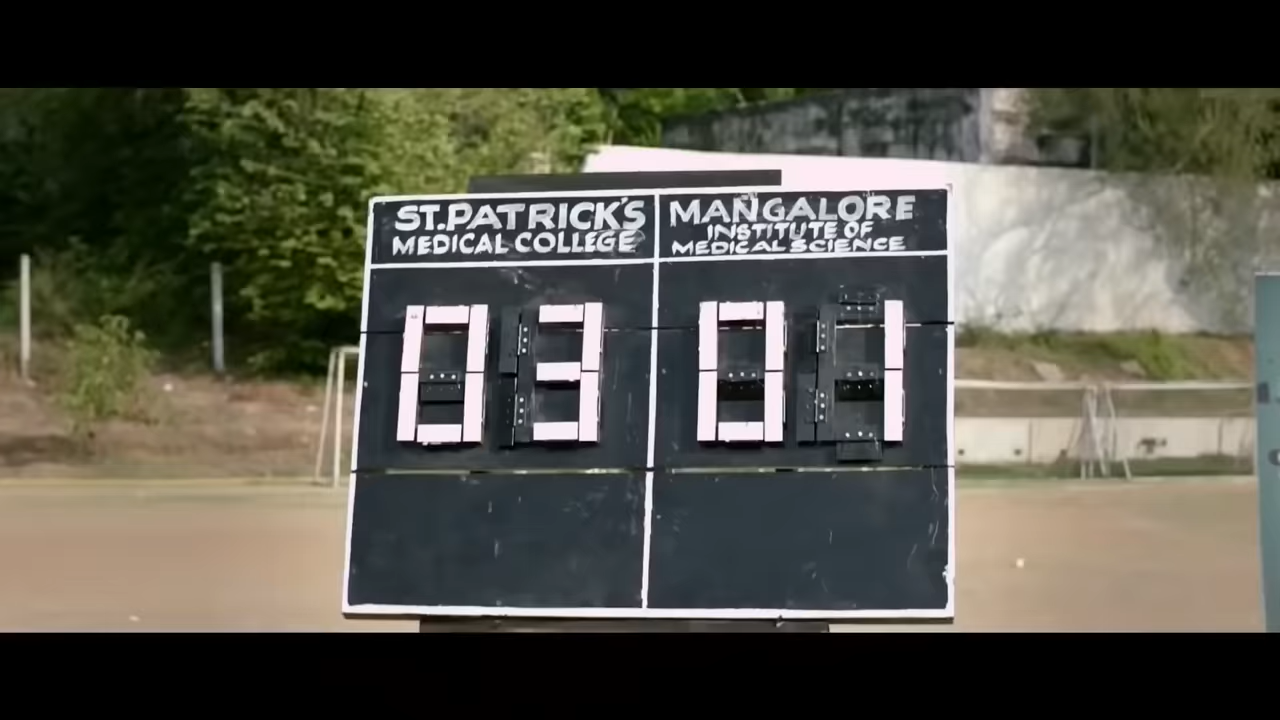 ST.PATRICK'S
MEDICAL COLLEGE
MANGALORE
INSTITUTE OF
MEDICAL SCIENCE
03
01